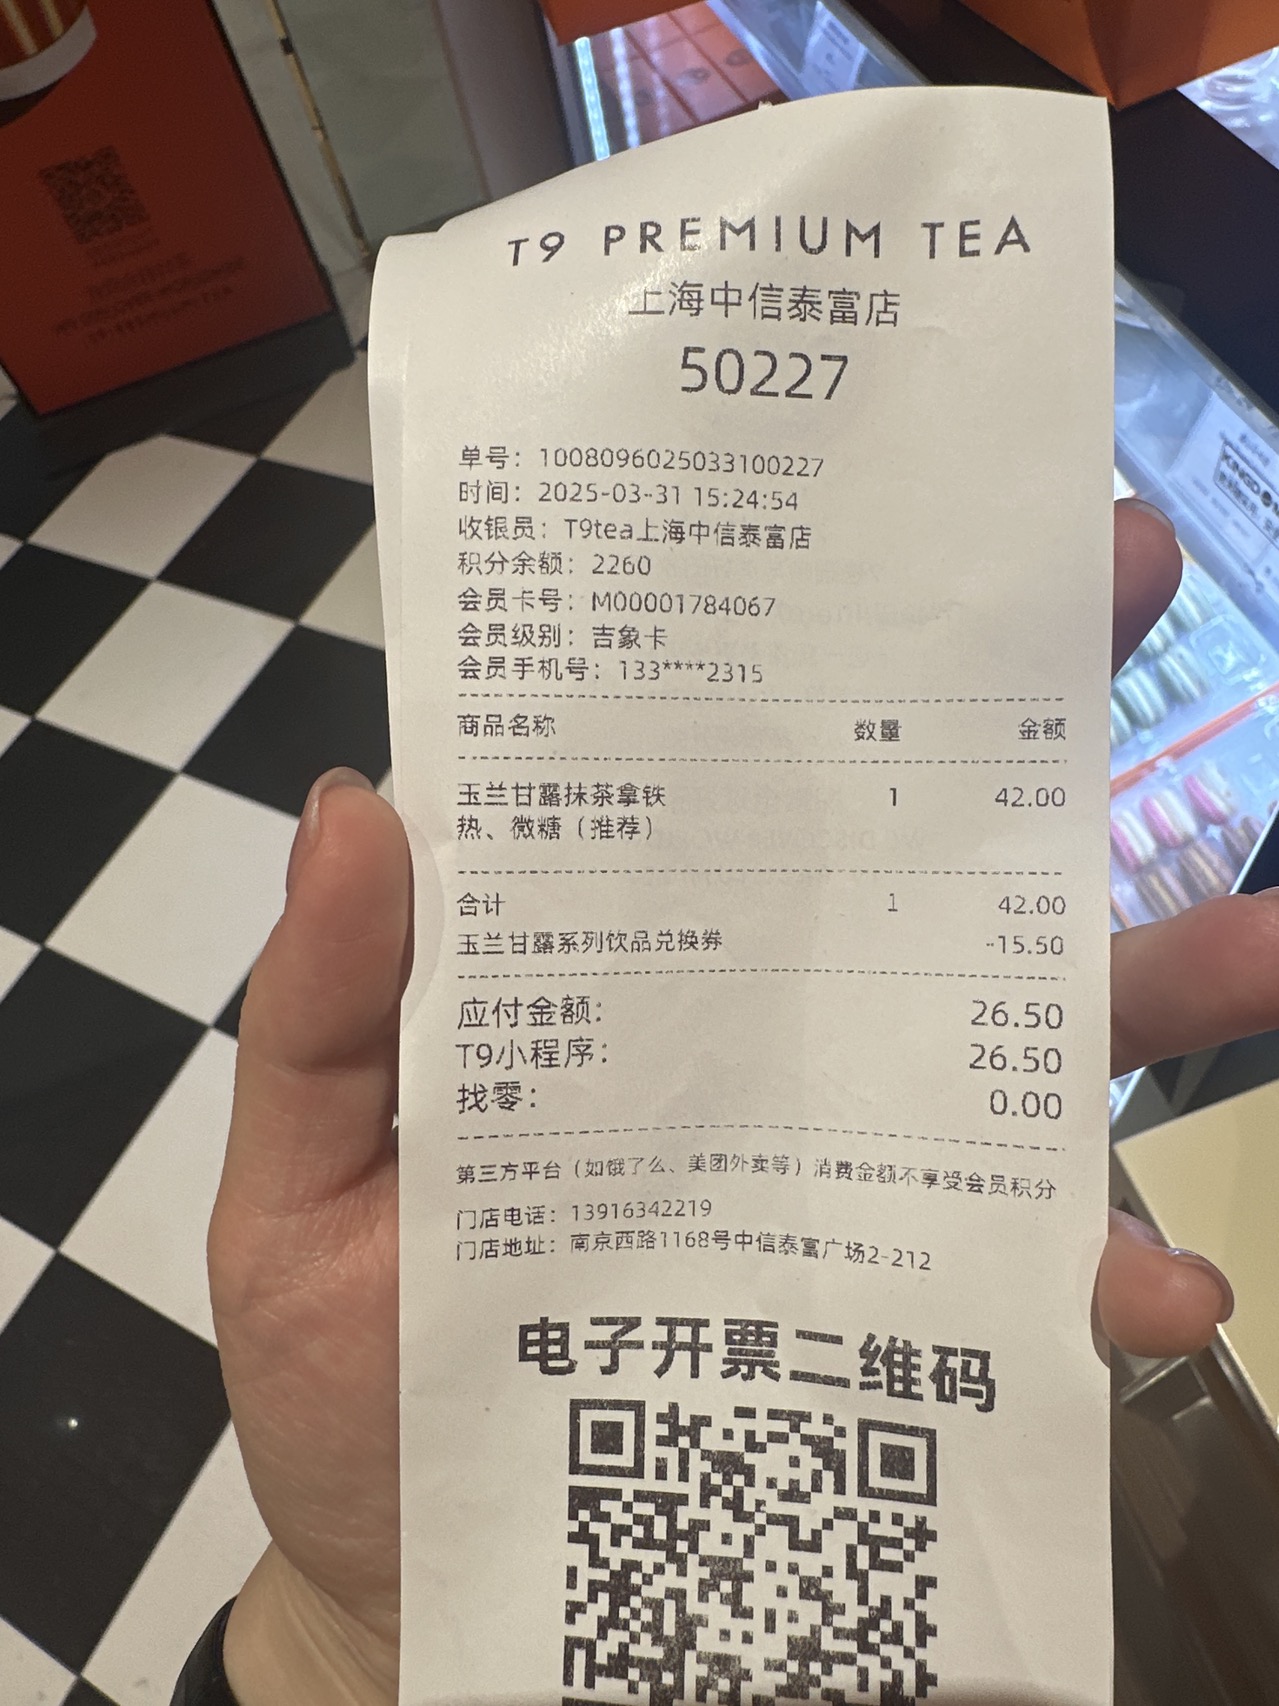 T9 PREMIUM TEA
上海中信泰富店
50227
单号：1008096025033100227
时间：2025-03-31 15:24:54
收银员：T9tea上海中信泰富店
积分余额：2260
会员卡号：M00001784067
会员级别：吉象卡
会员手机号：133****2315
商品名称 数量 金额
玉兰甘露抹茶拿铁 1 42.00
热、微糖（推荐）
合计 1 42.00
玉兰甘露系列饮品兑换券 -15.50
应付金额： 26.50
T9小程序： 26.50
找零： 0.00
第三方平台（如饿了么、美团外卖等）消费金额不享受会员积分
门店电话：13916342219
门店地址：南京西路1168号中信泰富广场2-212
电子开票二维码